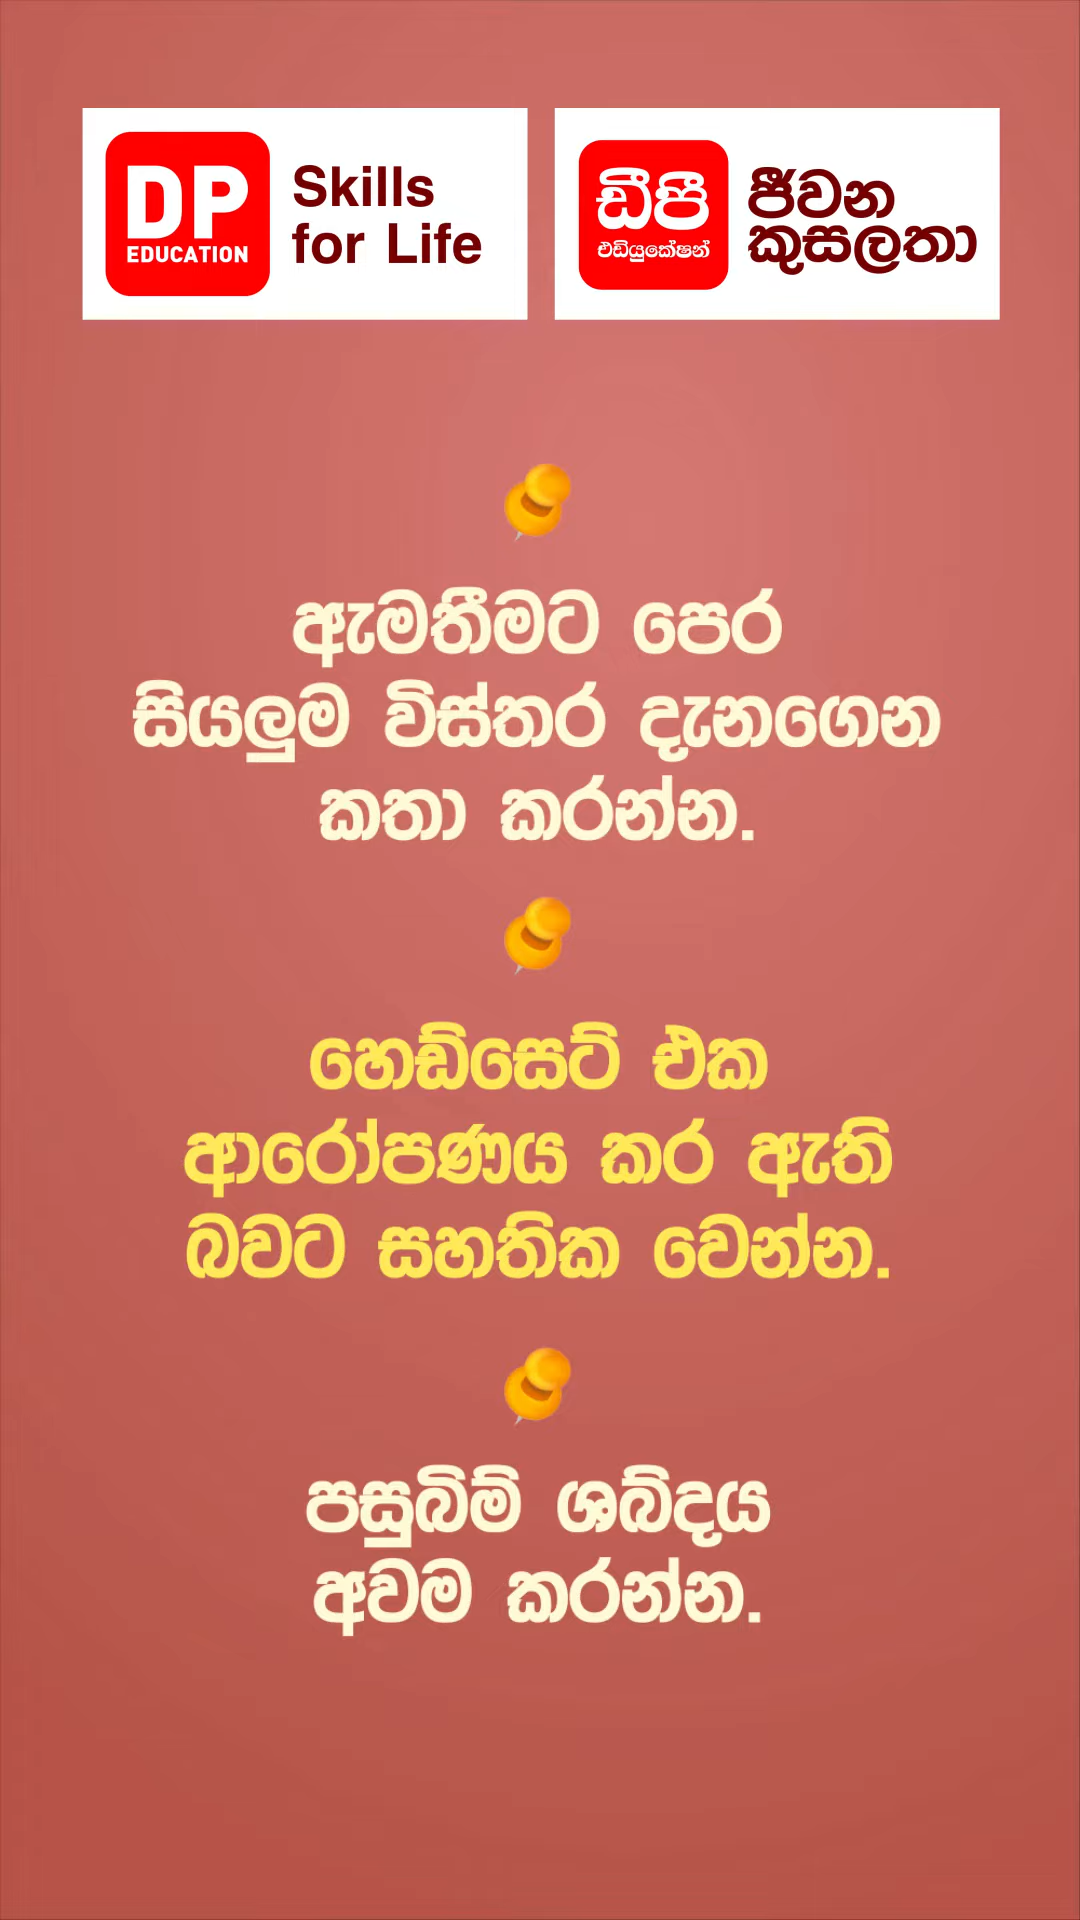 DP
EDUCATION
Skills
for Life
ඩීපී
එඩියුකේෂන්
ජීවන
කුසලතා
ඇමතීමට පෙර
සියලුම විස්තර දැනගෙන
කතා කරන්න.
හෙඩ්සෙට් එක
ආරෝපණය කර ඇති
බවට සහතික වෙන්න.
පසුබිම් ශබ්දය
අවම කරන්න.